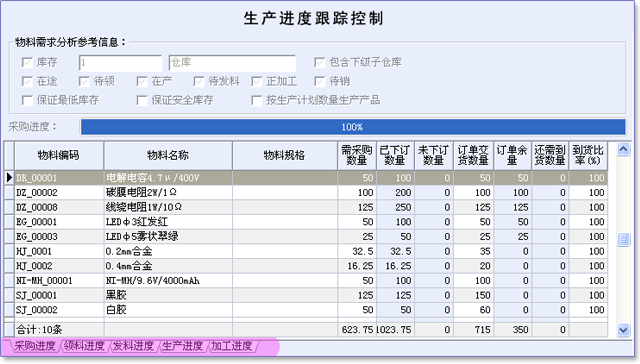 生产进度跟踪控制
物料需求分析参考信息：
库存 1 仓库 包含下级子仓库
在途 待领 在产 待发料 正加工 待销
保证最低库存 保证安全库存 按生产计划数量生产产品
采购进度： 100%
物料编码 物料名称 物料规格 需采购数量 已下订数量 未下订数量 订单交货数量 订单余量 还需到货数量 到货比率(%)
DR_00001 电解电容4.7μ/400V 50 100 0 50 50 0 100
DZ_00002 碳膜电阻2W/1Ω 100 200 0 100 100 0 100
DZ_00008 线绕电阻1W/10Ω 125 250 0 125 125 0 100
EG_00001 LEDφ3红发红 50 100 0 50 50 0 100
EG_00003 LEDφ5雾状翠绿 25 50 0 25 25 0 100
HJ_0001 0.2mm合金 32.5 32.5 0 35 0 0 100
HJ_0002 0.4mm合金 16.25 16.25 0 20 0 0 100
NI-MH_00001 NI-MH/9.6V/4000mAh 50 100 0 50 50 0 100
SJ_00001 黑胶 125 125 0 150 0 0 100
SJ_00002 白胶 50 50 0 60 0 0 100
合计:10条 623.75 1023.75 0 715 350 0
采购进度 领料进度 发料进度 生产进度 加工进度